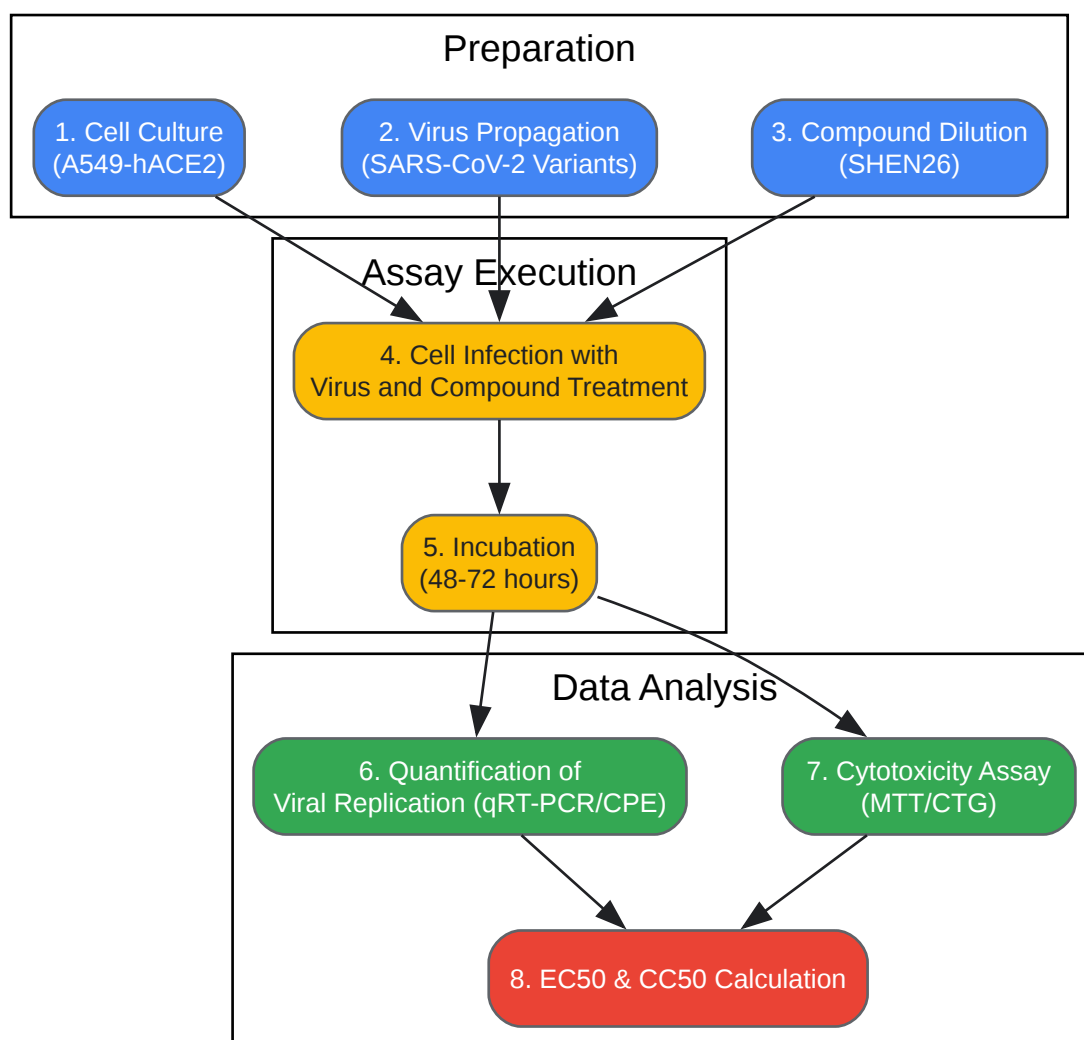 Preparation
1. Cell Culture
(A549-hACE2)
2. Virus Propagation
(SARS-CoV-2 Variants)
3. Compound Dilution
(SHEN26)
Assay Execution
4. Cell Infection with
Virus and Compound Treatment
5. Incubation
(48-72 hours)
Data Analysis
6. Quantification of
Viral Replication (qRT-PCR/CPE)
7. Cytotoxicity Assay
(MTT/CTG)
8. EC50 & CC50 Calculation